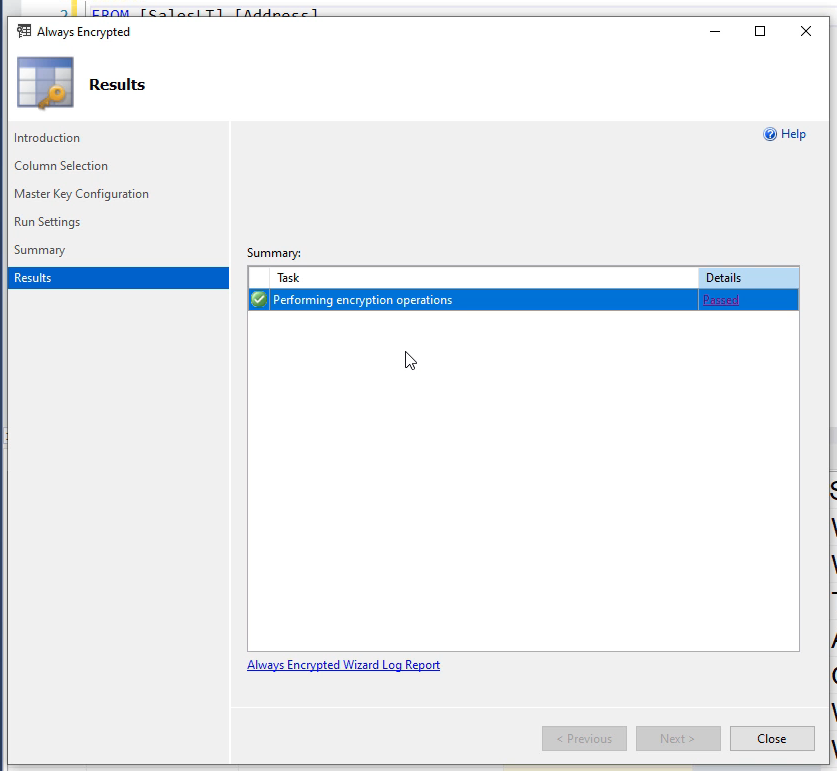 2
FROM [SalesLT].[Address]
Always Encrypted
Results
Help
Introduction
Column Selection
Master Key Configuration
Run Settings
Summary
Results
Summary:
Task Details
Performing encryption operations Passed
Always Encrypted Wizard Log Report
< Previous Next > Close